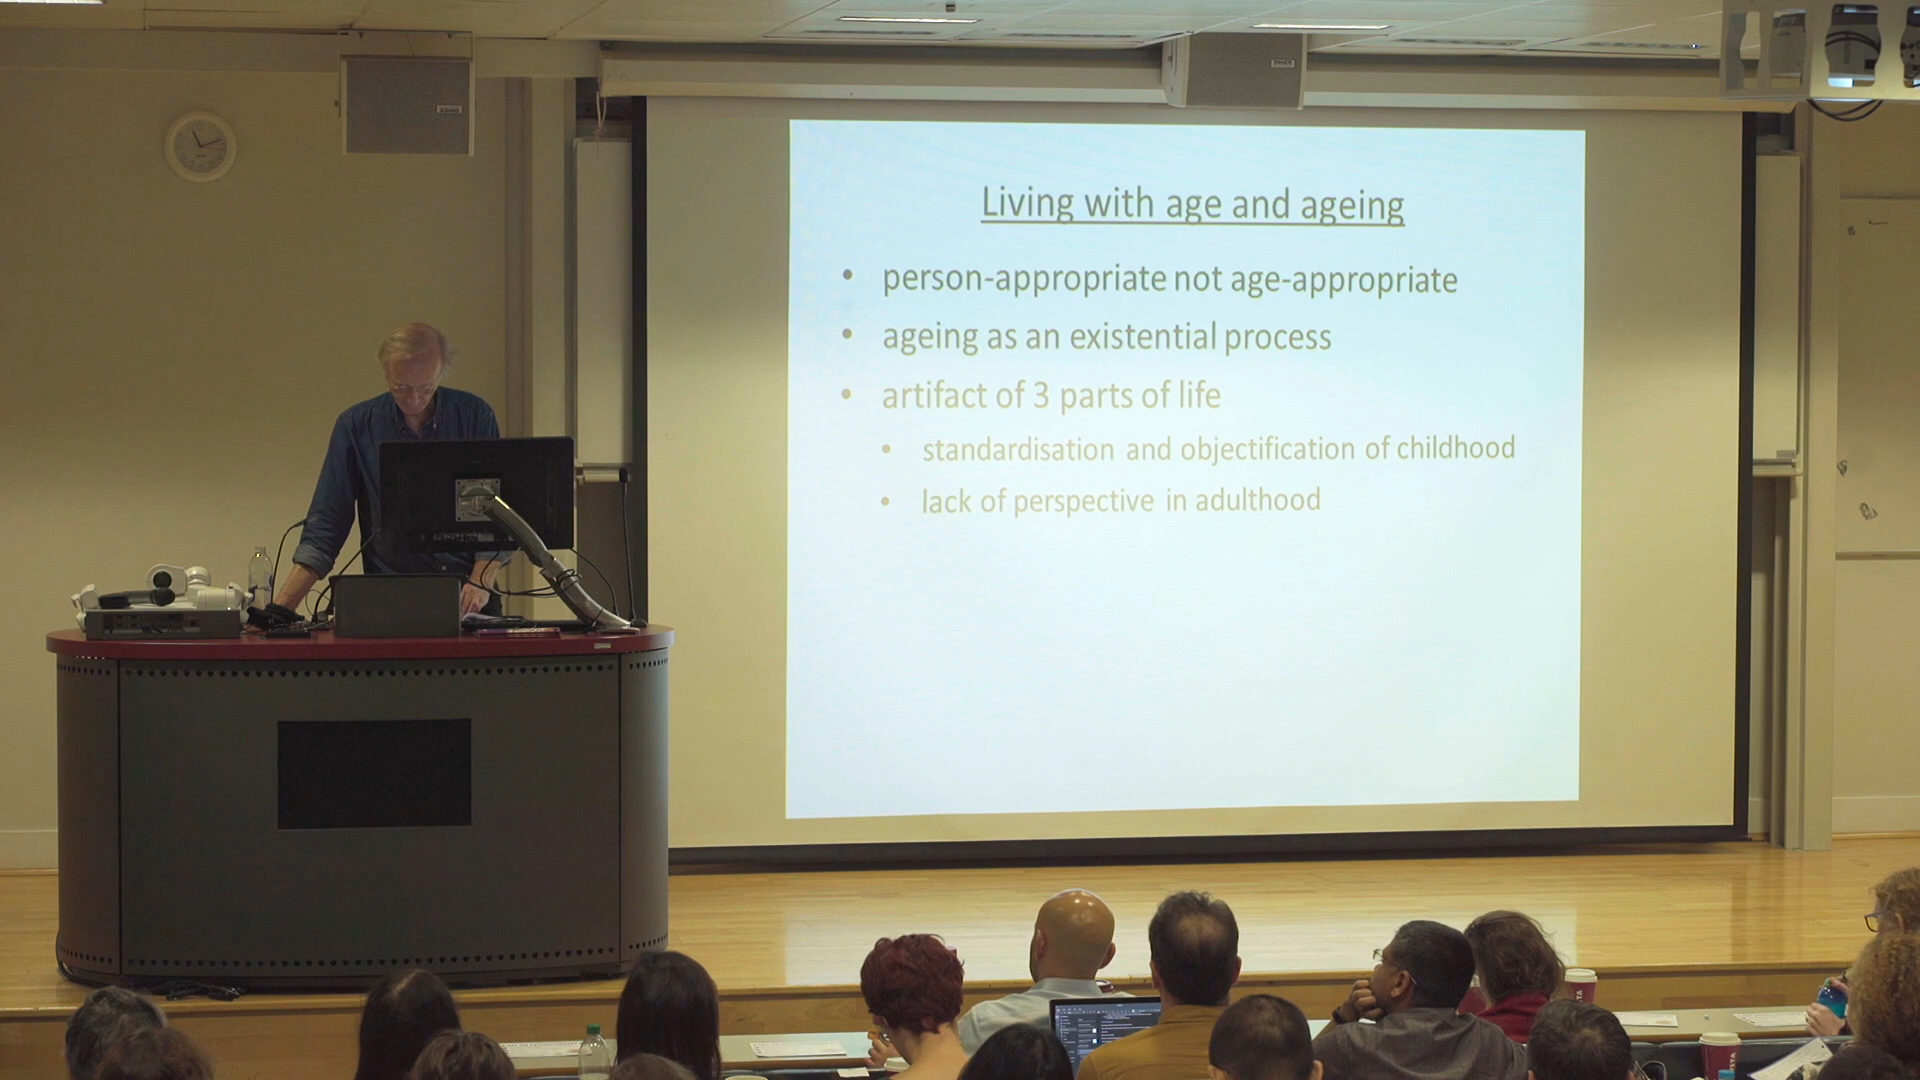 Living with age and ageing
• person-appropriate not age-appropriate
• ageing as an existential process
• artifact of 3 parts of life
• standardisation and objectification of childhood
• lack of perspective in adulthood